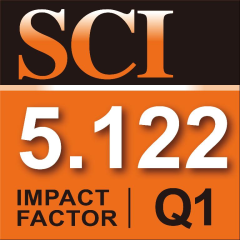 SCI
5.122
IMPACT
FACTOR | Q1